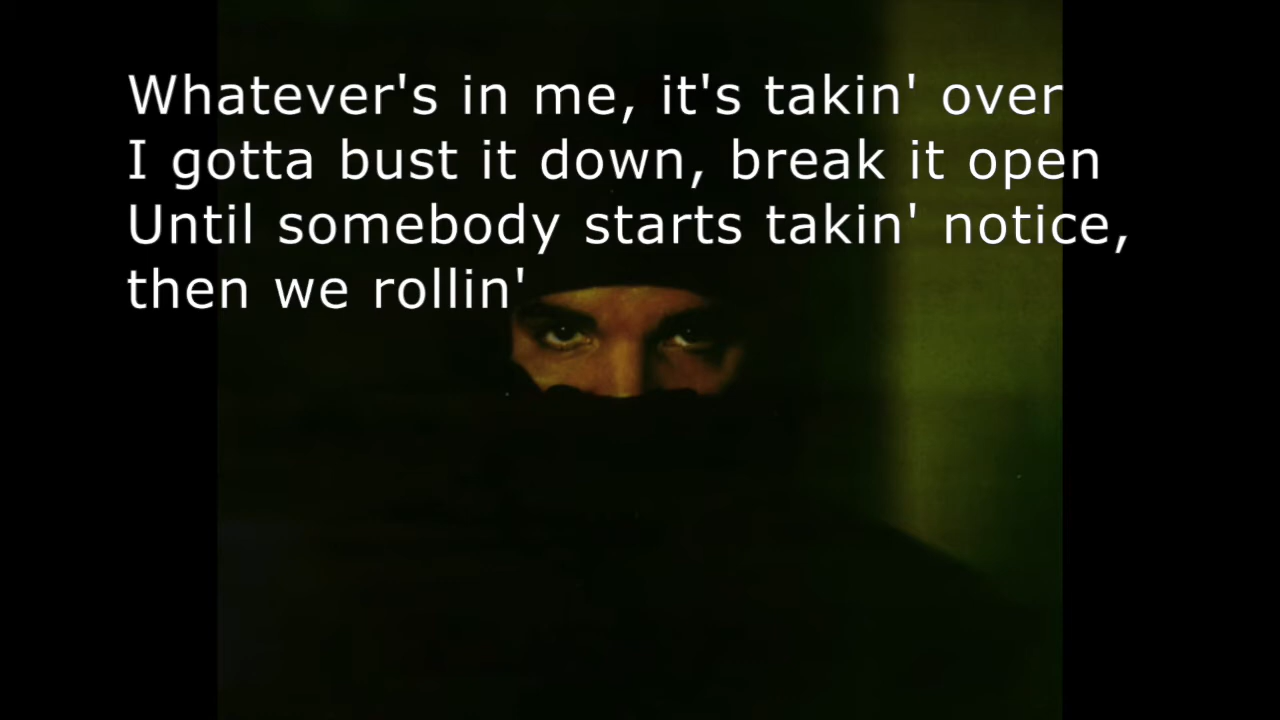 Whatever's in me, it's takin' over
I gotta bust it down, break it open
Until somebody starts takin' notice,
then we rollin'